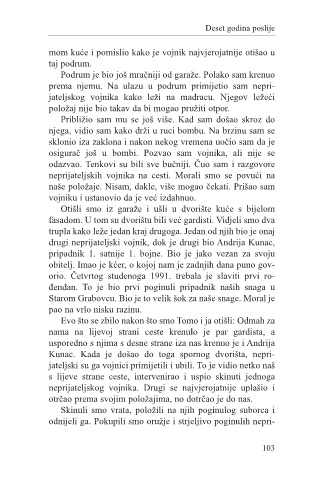 Deset godina poslije
mom kuće i pomislio kako je vojnik najvjerojatnije otišao u
taj podrum.
Podrum je bio još mračniji od garaže. Polako sam krenuo
prema njemu. Na ulazu u podrum primijetio sam nepri-
jateljskog vojnika kako leži na madracu. Njegov ležeći
položaj nije bio takav da bi mogao pružiti otpor.
Približio sam mu se još više. Kad sam došao skroz do
njega, vidio sam kako drži u ruci bombu. Na brzinu sam se
sklonio iza zaklona i nakon nekog vremena uočio sam da je
osigurač još u bombi. Pozvao sam vojnika, ali nije se
odazvao. Tenkovi su bili sve bučniji. Čuo sam i razgovore
neprijateljskih vojnika na cesti. Morali smo se povući na
naše položaje. Nisam, dakle, više mogao čekati. Prišao sam
vojniku i ustanovio da je već izdahnuo.
Otišli smo iz garaže i ušli u dvorište kuće s bijelom
fasadom. U tom su dvorištu bili već gardisti. Vidjeli smo dva
trupla kako leže jedan kraj drugoga. Jedan od njih bio je onaj
drugi neprijateljski vojnik, dok je drugi bio Andrija Kunac,
pripadnik 1. satnije 1. bojne. Bio je jako vezan za svoju
obitelj. Imao je kćer, o kojoj nam je zadnjih dana puno gov-
orio. Četvrtog studenoga 1991. trebala je slaviti prvi ro-
đendan. To je bio prvi poginuli pripadnik naših snaga u
Starom Grabovcu. Bio je to velik šok za naše snage. Moral je
pao na vrlo nisku razinu.
Evo što se zbilo nakon što smo Tomo i ja otišli: Odmah za
nama na lijevoj strani ceste krenulo je par gardista, a
usporedno s njima s desne strane iza nas krenuo je i Andrija
Kunac. Kada je došao do toga spornog dvorišta, nepri-
jateljski su ga vojnici primijetili i ubili. To je vidio netko naš
s lijeve strane ceste, intervenirao i uspio skinuti jednoga
neprijateljskog vojnika. Drugi se najvjerojatnije uplašio i
otrčao prema svojim položajima, no dotrčao je do nas.
Skinuli smo vrata, položili na njih poginulog suborca i
odnijeli ga. Pokupili smo oružje i strjeljivo poginulih nepri-
103